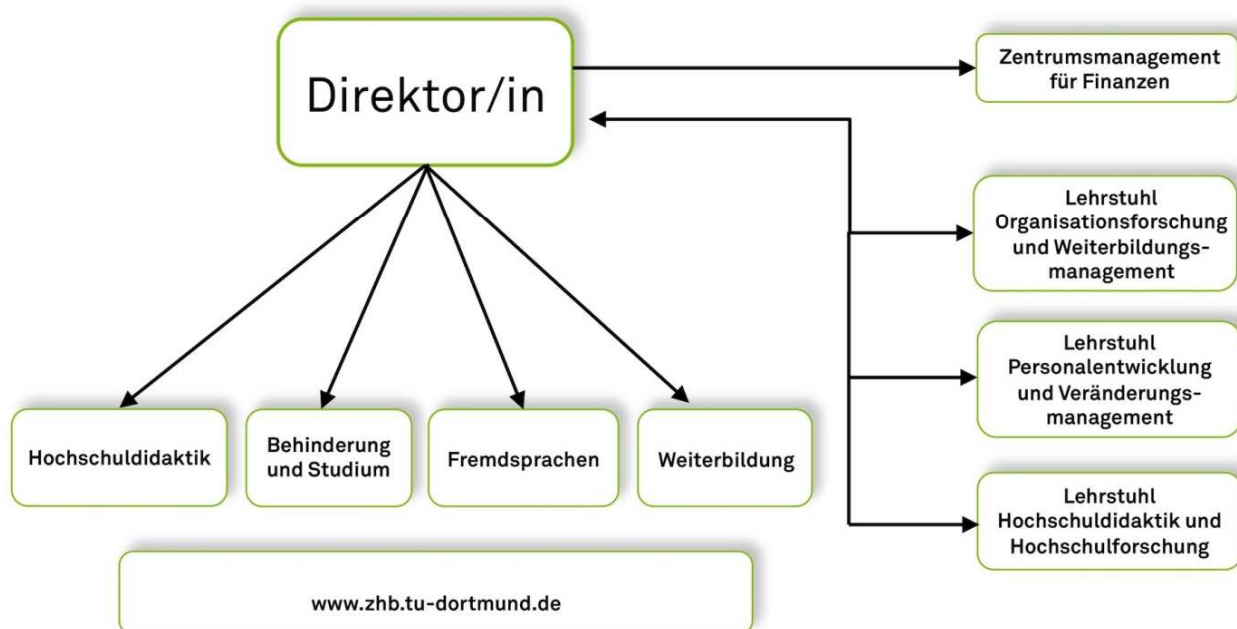 Direktor/in
Zentrumsmanagement
für Finanzen
Lehrstuhl
Organisationsforschung
und Weiterbildungs-
management
Lehrstuhl
Personalentwicklung
und Veränderungs-
management
Lehrstuhl
Hochschuldidaktik und
Hochschulforschung
Hochschuldidaktik
Behinderung
und Studium
Fremdsprachen
Weiterbildung
www.zhb.tu-dortmund.de